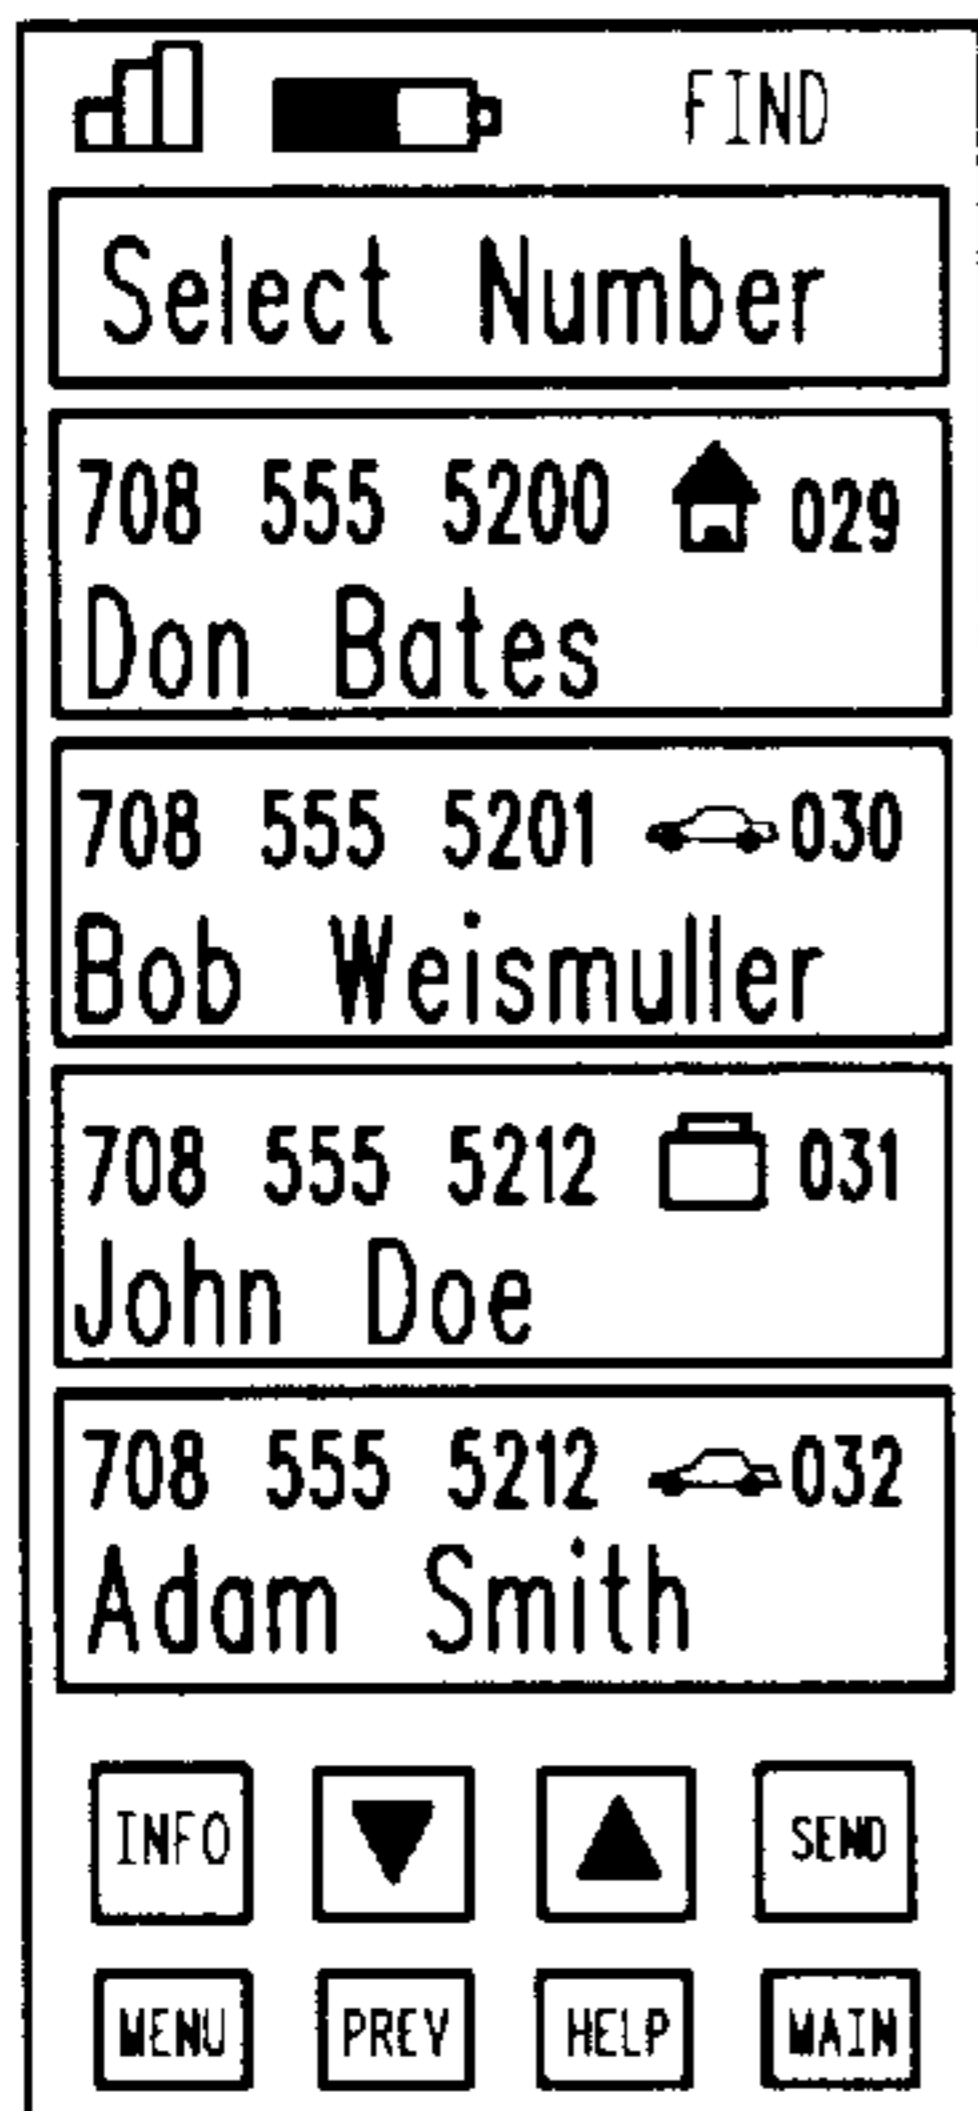 FIND
Select Number
708 555 5200 029
Don Bates
708 555 5201 030
Bob Weismuller
708 555 5212 031
John Doe
708 555 5212 032
Adam Smith
INFO SEND
MENU PREV HELP MAIN